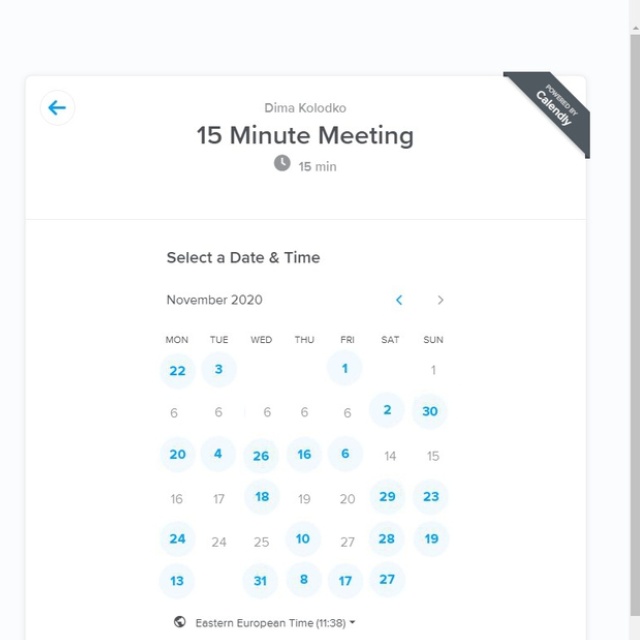 POWERED BY
Calendly
Dima Kolodko
15 Minute Meeting
15 min
Select a Date & Time
November 2020
MON TUE WED THU FRI SAT SUN
22 3 1 1
6 6 6 6 6 2 30
20 4 26 16 6 14 15
16 17 18 19 20 29 23
24 24 25 10 27 28 19
13 31 8 17 27
Eastern European Time (11:38)